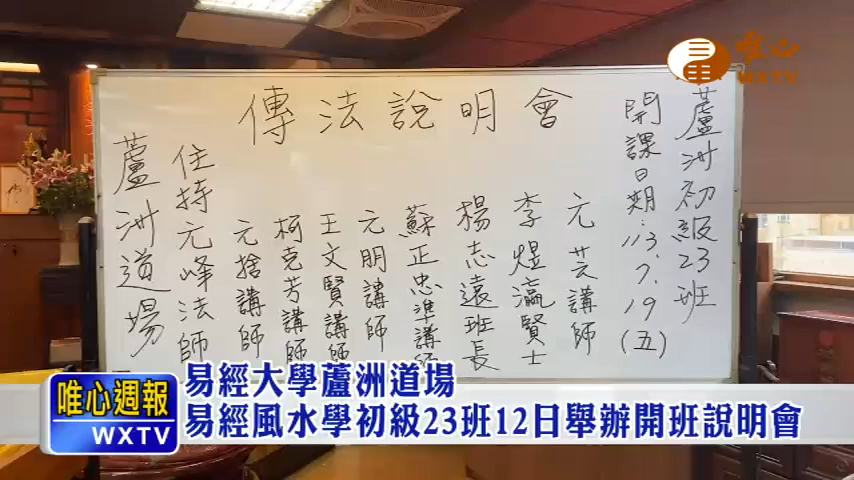 唯心
WXTV
傳法說明會
蘆洲初級23班
開課日期:113.7.19(五)
元芸講師
李煜瀛賢士
楊志遠班長
蘇正忠準講師
元明講師
王文賢講師
柯克芳講師
元捨講師
住持元峰法師
蘆洲道場
唯心週報
WXTV
易經大學蘆洲道場
易經風水學初級23班12日舉辦開班說明會